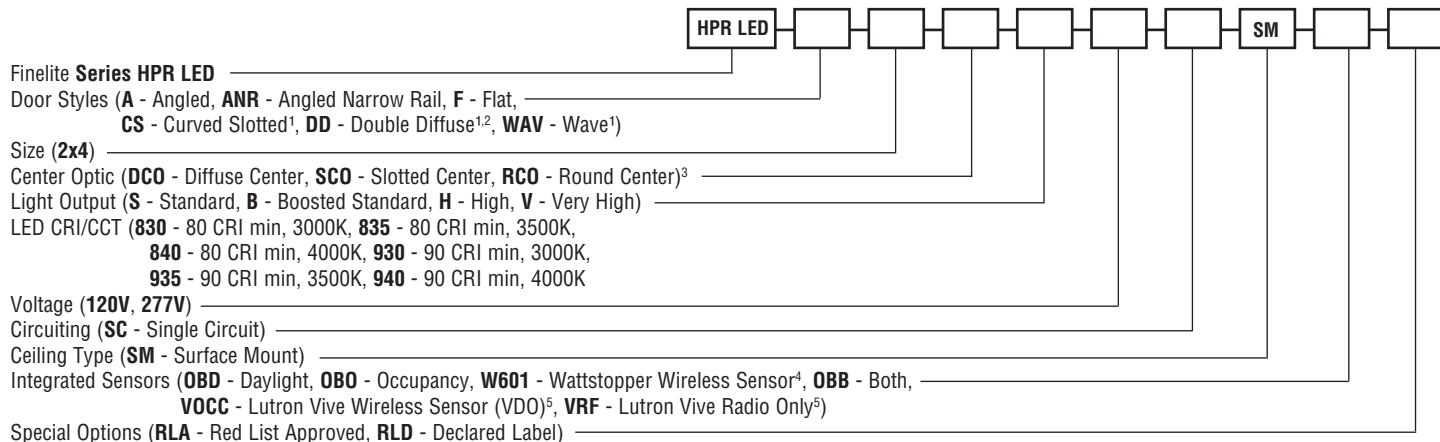 HPR LED SM
Finelite Series HPR LED
Door Styles (A - Angled, ANR - Angled Narrow Rail, F - Flat,
CS - Curved Slotted¹, DD - Double Diffuse¹,², WAV - Wave¹)
Size (2x4)
Center Optic (DCO - Diffuse Center, SCO - Slotted Center, RCO - Round Center)³
Light Output (S - Standard, B - Boosted Standard, H - High, V - Very High)
LED CRI/CCT (830 - 80 CRI min, 3000K, 835 - 80 CRI min, 3500K,
840 - 80 CRI min, 4000K, 930 - 90 CRI min, 3000K,
935 - 90 CRI min, 3500K, 940 - 90 CRI min, 4000K
Voltage (120V, 277V)
Circuiting (SC - Single Circuit)
Ceiling Type (SM - Surface Mount)
Integrated Sensors (OBD - Daylight, OBO - Occupancy, W601 - Wattstopper Wireless Sensor⁴, OBB - Both,
VOCC - Lutron Vive Wireless Sensor (VDO)⁵, VRF - Lutron Vive Radio Only⁵)
Special Options (RLA - Red List Approved, RLD - Declared Label)